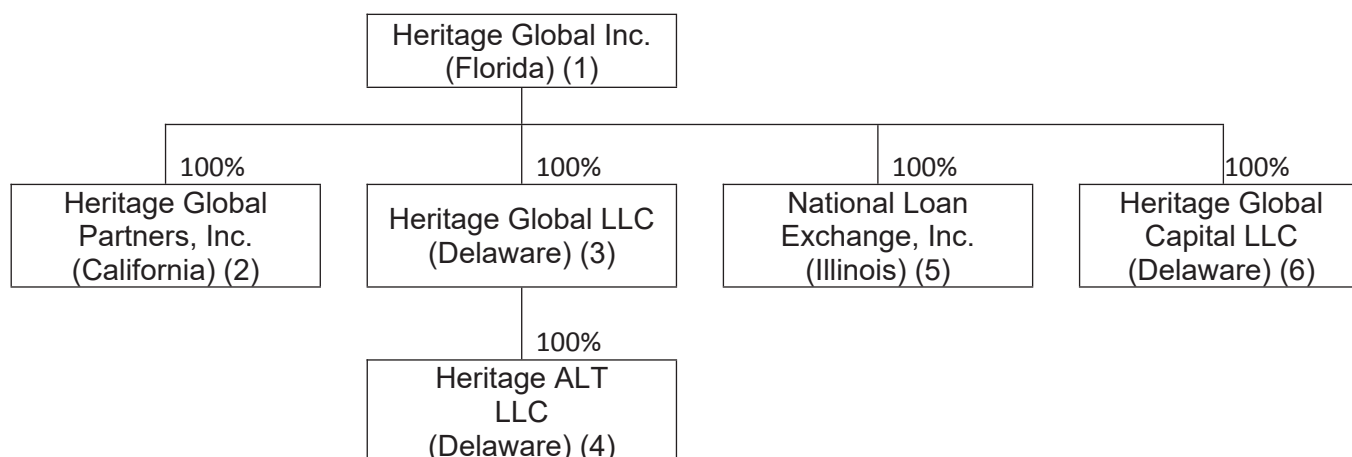 Heritage Global Inc.
(Florida) (1)
100%
100%
100%
100%
Heritage Global
Partners, Inc.
(California) (2)
Heritage Global LLC
(Delaware) (3)
National Loan
Exchange, Inc.
(Illinois) (5)
Heritage Global
Capital LLC
(Delaware) (6)
100%
Heritage ALT
LLC
(Delaware) (4)